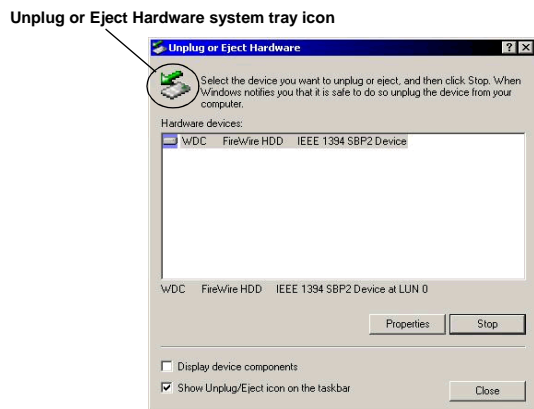 Unplug or Eject Hardware system tray icon
Unplug or Eject Hardware
Select the device you want to unplug or eject, and then click Stop. When
Windows notifies you that it is safe to do so unplug the device from your
computer.
Hardware devices:
WDC FireWire HDD IEEE 1394 SBP2 Device
WDC FireWire HDD IEEE 1394 SBP2 Device at LUN 0
Properties Stop
Display device components
Show Unplug/Eject icon on the taskbar
Close